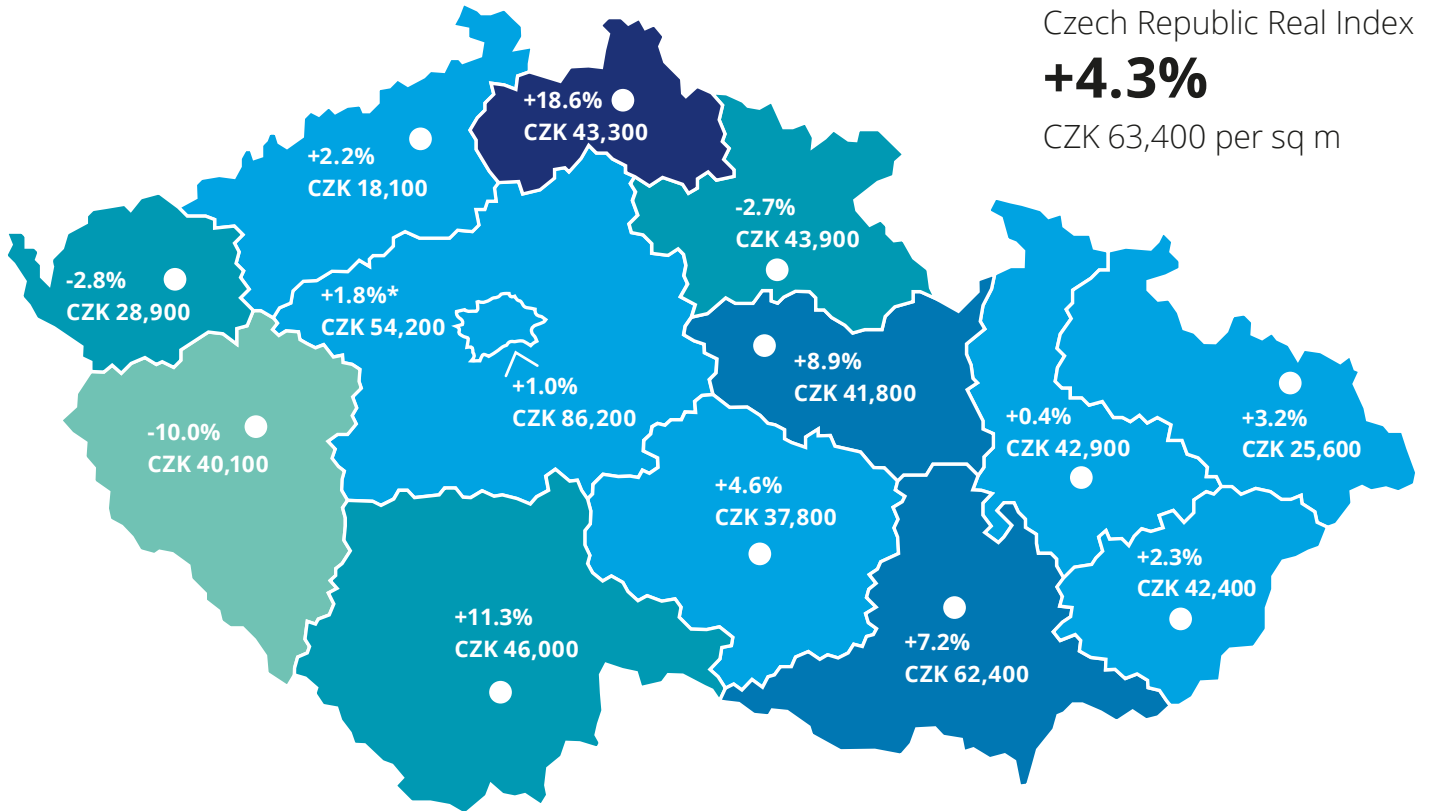 Czech Republic Real Index
+4.3%
CZK 63,400 per sq m
+18.6%
CZK 43,300
+2.2%
CZK 18,100
-2.7%
CZK 43,900
-2.8%
CZK 28,900
+1.8%*
CZK 54,200
+1.0%
CZK 86,200
+8.9%
CZK 41,800
+0.4%
CZK 42,900
+3.2%
CZK 25,600
-10.0%
CZK 40,100
+4.6%
CZK 37,800
+2.3%
CZK 42,400
+11.3%
CZK 46,000
+7.2%
CZK 62,400